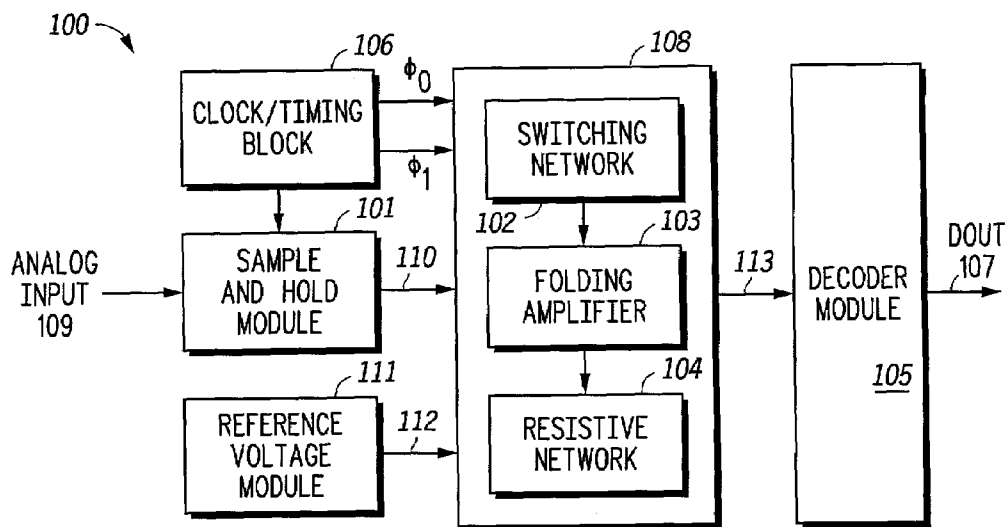 100
106
CLOCK/TIMING
BLOCK
ϕ0
ϕ1
108
SWITCHING
NETWORK
102
101
SAMPLE
AND HOLD
MODULE
ANALOG
INPUT
109
110
103
FOLDING
AMPLIFIER
113
DECODER
MODULE
105
DOUT
107
111
REFERENCE
VOLTAGE
MODULE
112
104
RESISTIVE
NETWORK